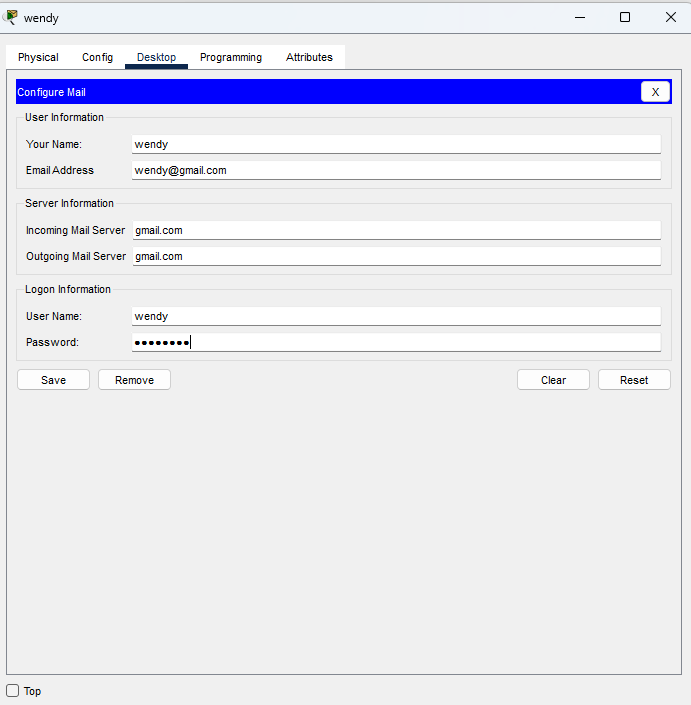 wendy
Physical Config Desktop Programming Attributes
Configure Mail X
User Information
Your Name: wendy
Email Address wendy@gmail.com
Server Information
Incoming Mail Server gmail.com
Outgoing Mail Server gmail.com
Logon Information
User Name: wendy
Password: ●●●●●●●●
Save Remove Clear Reset
Top